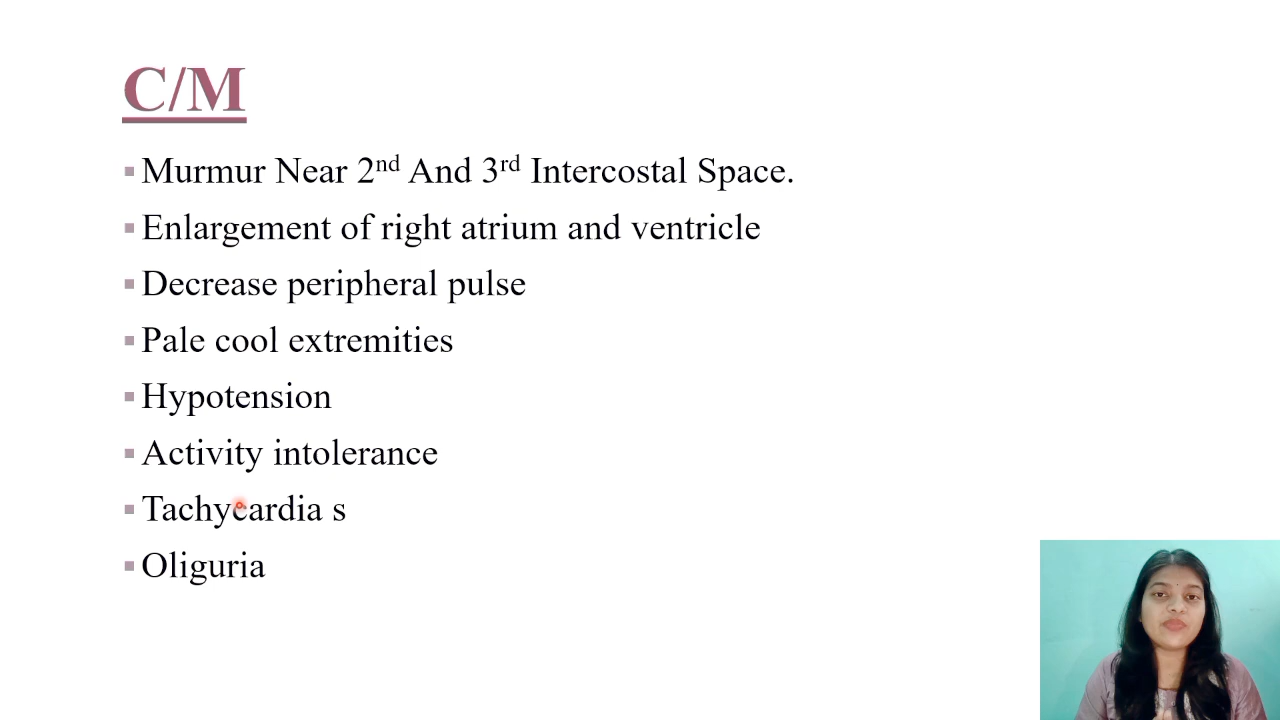 C/M
Murmur Near 2nd And 3rd Intercostal Space.
Enlargement of right atrium and ventricle
Decrease peripheral pulse
Pale cool extremities
Hypotension
Activity intolerance
Tachycardia s
Oliguria